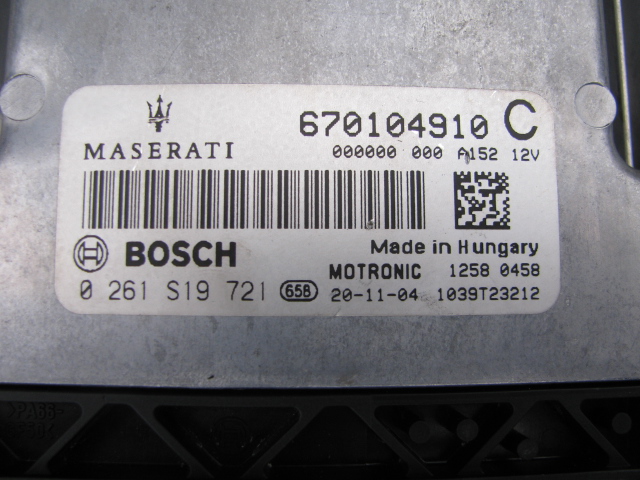 670104910 C
MASERATI
000000 000 A152 12V
BOSCH
Made in Hungary
MOTRONIC 1258 0458
0 261 S19 721 65B 20-11-04 1039T23212